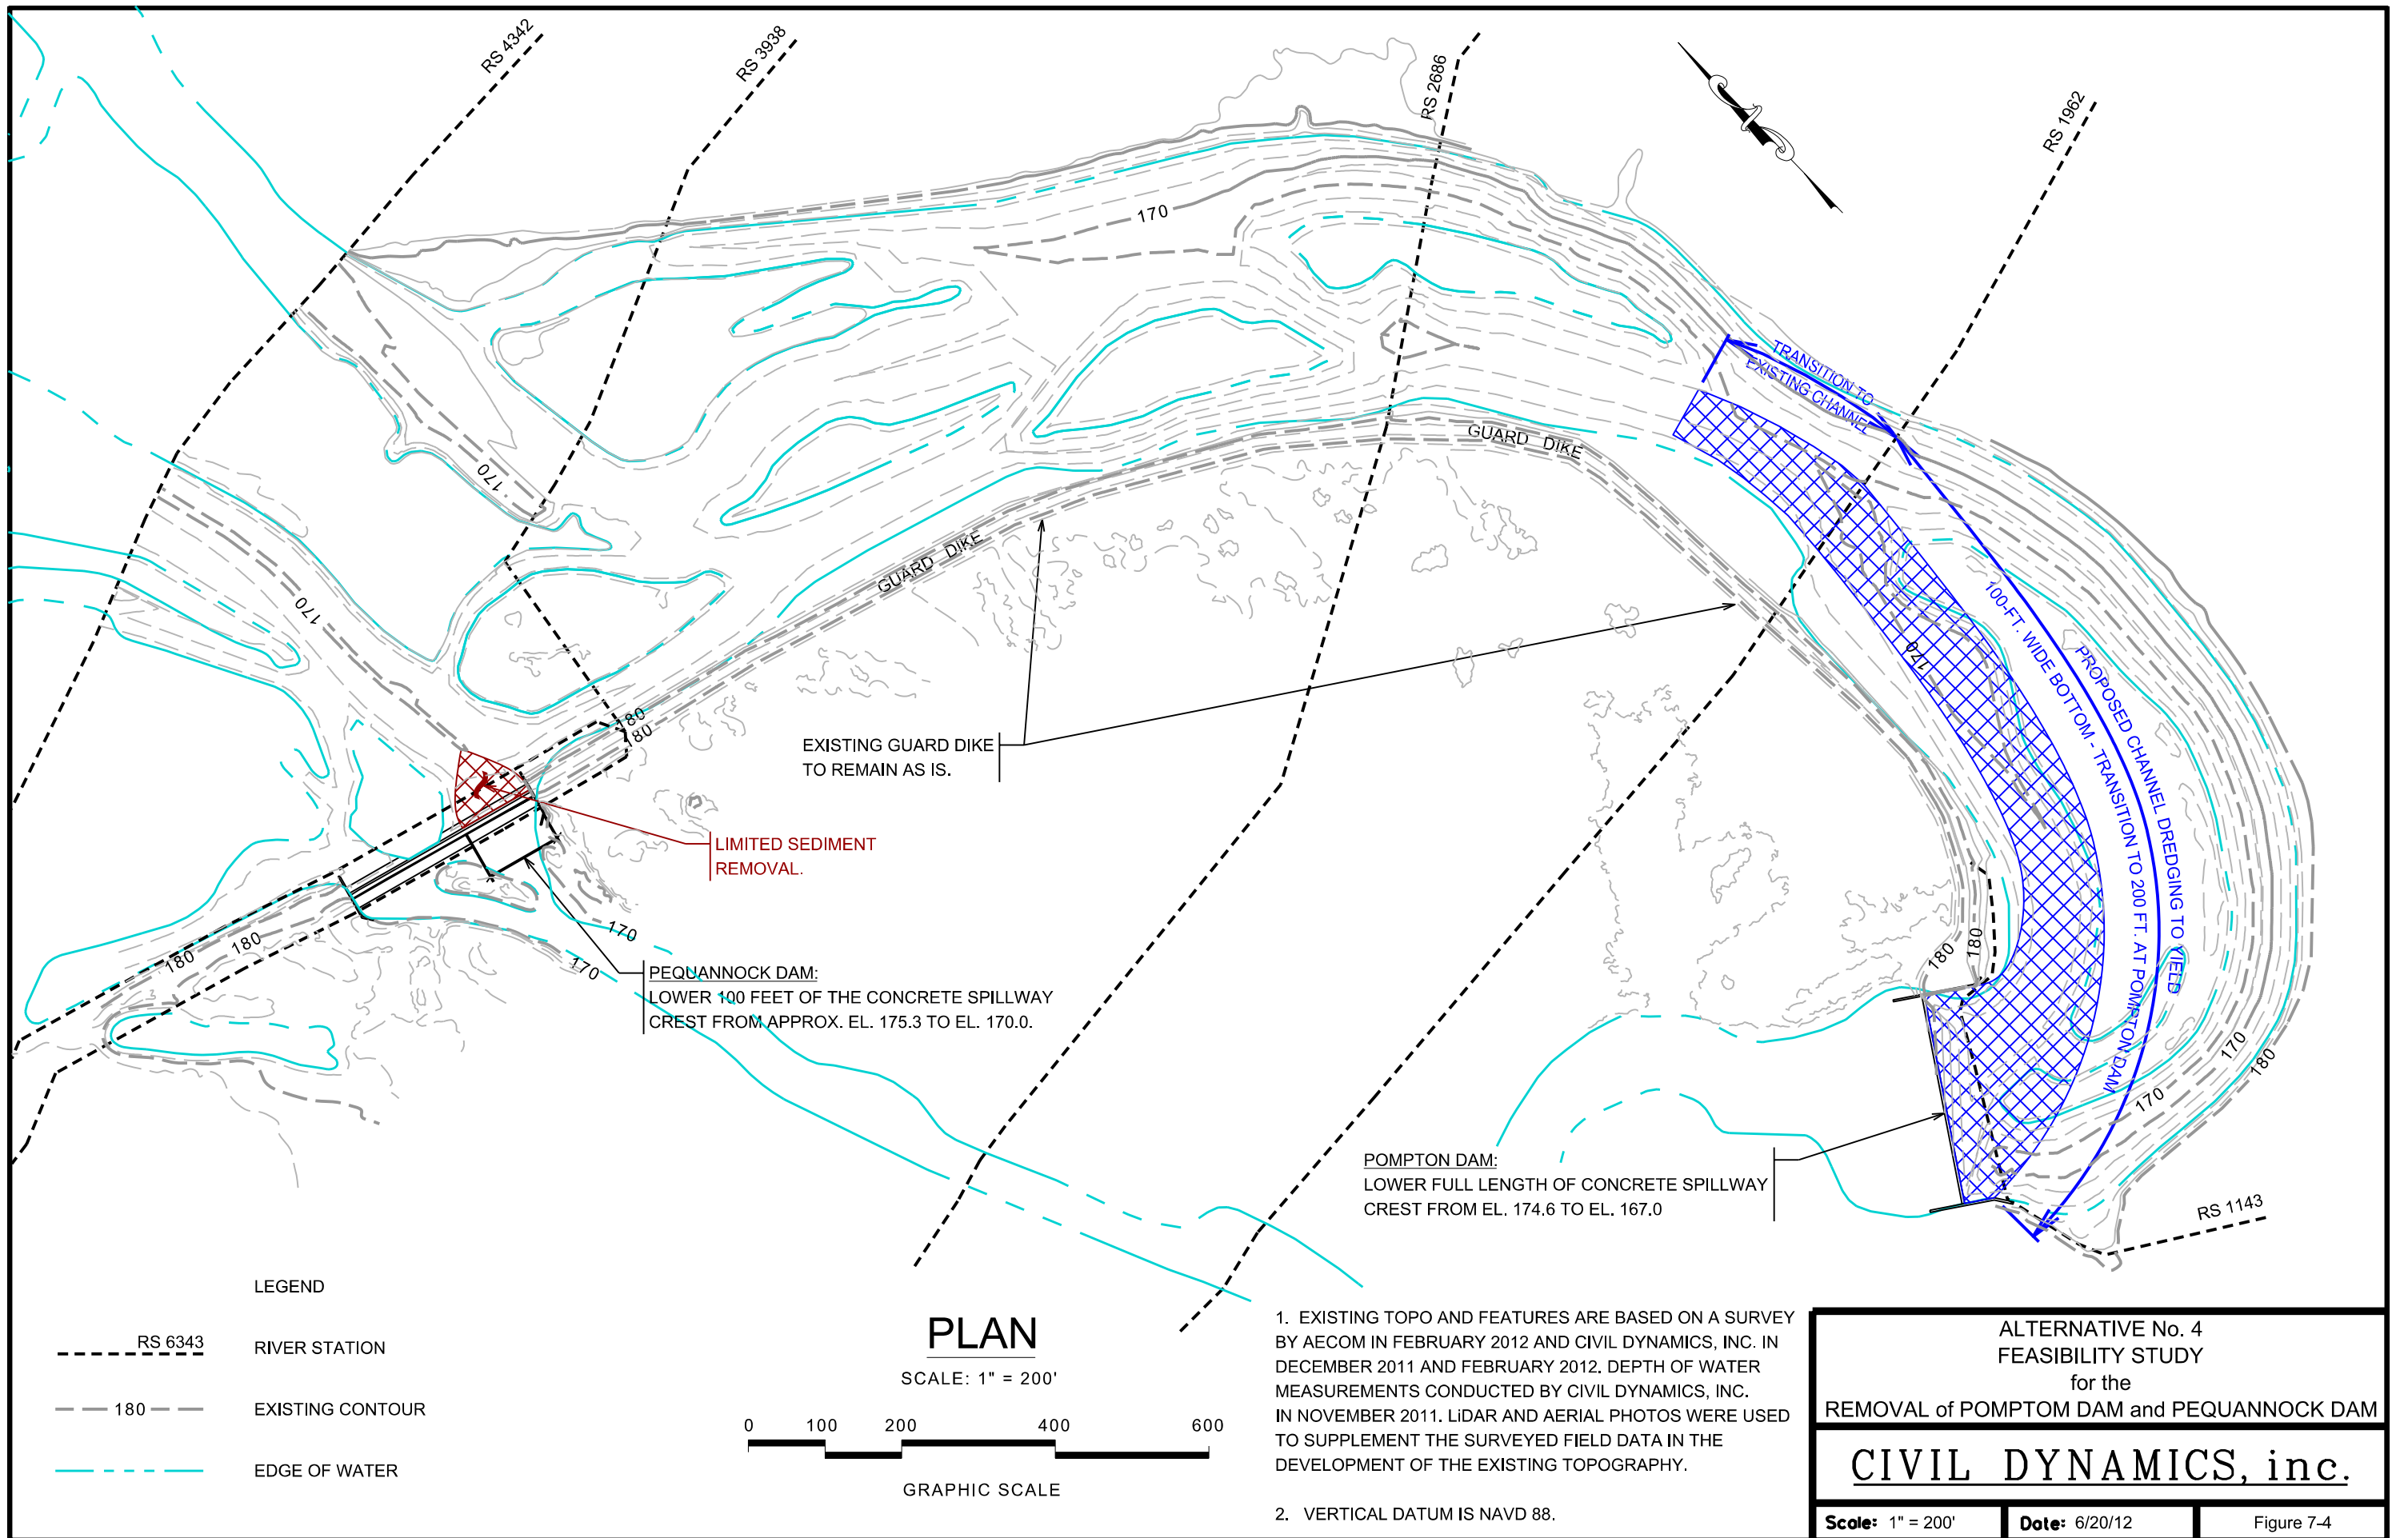 RS 4342
RS 3938
RS 2686
RS 1962
170
TRANSITION TO
EXISTING CHANNEL
GUARD DIKE
170
GUARD DIKE
170
100-FT. WIDE BOTTOM - TRANSITION TO 200 FT. AT POMPTON DAM
PROPOSED CHANNEL DREDGING TO YIELD
170
180
180
EXISTING GUARD DIKE
TO REMAIN AS IS.
LIMITED SEDIMENT
REMOVAL.
180
180
170
170
180
180
PEQUANNOCK DAM:
LOWER 100 FEET OF THE CONCRETE SPILLWAY
CREST FROM APPROX. EL. 175.3 TO EL. 170.0.
170
180
170
POMPTON DAM:
LOWER FULL LENGTH OF CONCRETE SPILLWAY
CREST FROM EL. 174.6 TO EL. 167.0
RS 1143
LEGEND
RS 6343
RIVER STATION
180
EXISTING CONTOUR
EDGE OF WATER
PLAN
SCALE: 1" = 200'
0 100 200 400 600
GRAPHIC SCALE
1. EXISTING TOPO AND FEATURES ARE BASED ON A SURVEY
BY AECOM IN FEBRUARY 2012 AND CIVIL DYNAMICS, INC. IN
DECEMBER 2011 AND FEBRUARY 2012. DEPTH OF WATER
MEASUREMENTS CONDUCTED BY CIVIL DYNAMICS, INC.
IN NOVEMBER 2011. LiDAR AND AERIAL PHOTOS WERE USED
TO SUPPLEMENT THE SURVEYED FIELD DATA IN THE
DEVELOPMENT OF THE EXISTING TOPOGRAPHY.
2. VERTICAL DATUM IS NAVD 88.
ALTERNATIVE No. 4
FEASIBILITY STUDY
for the
REMOVAL of POMPTOM DAM and PEQUANNOCK DAM
CIVIL DYNAMICS, inc.
Scale: 1" = 200'
Date: 6/20/12
Figure 7-4